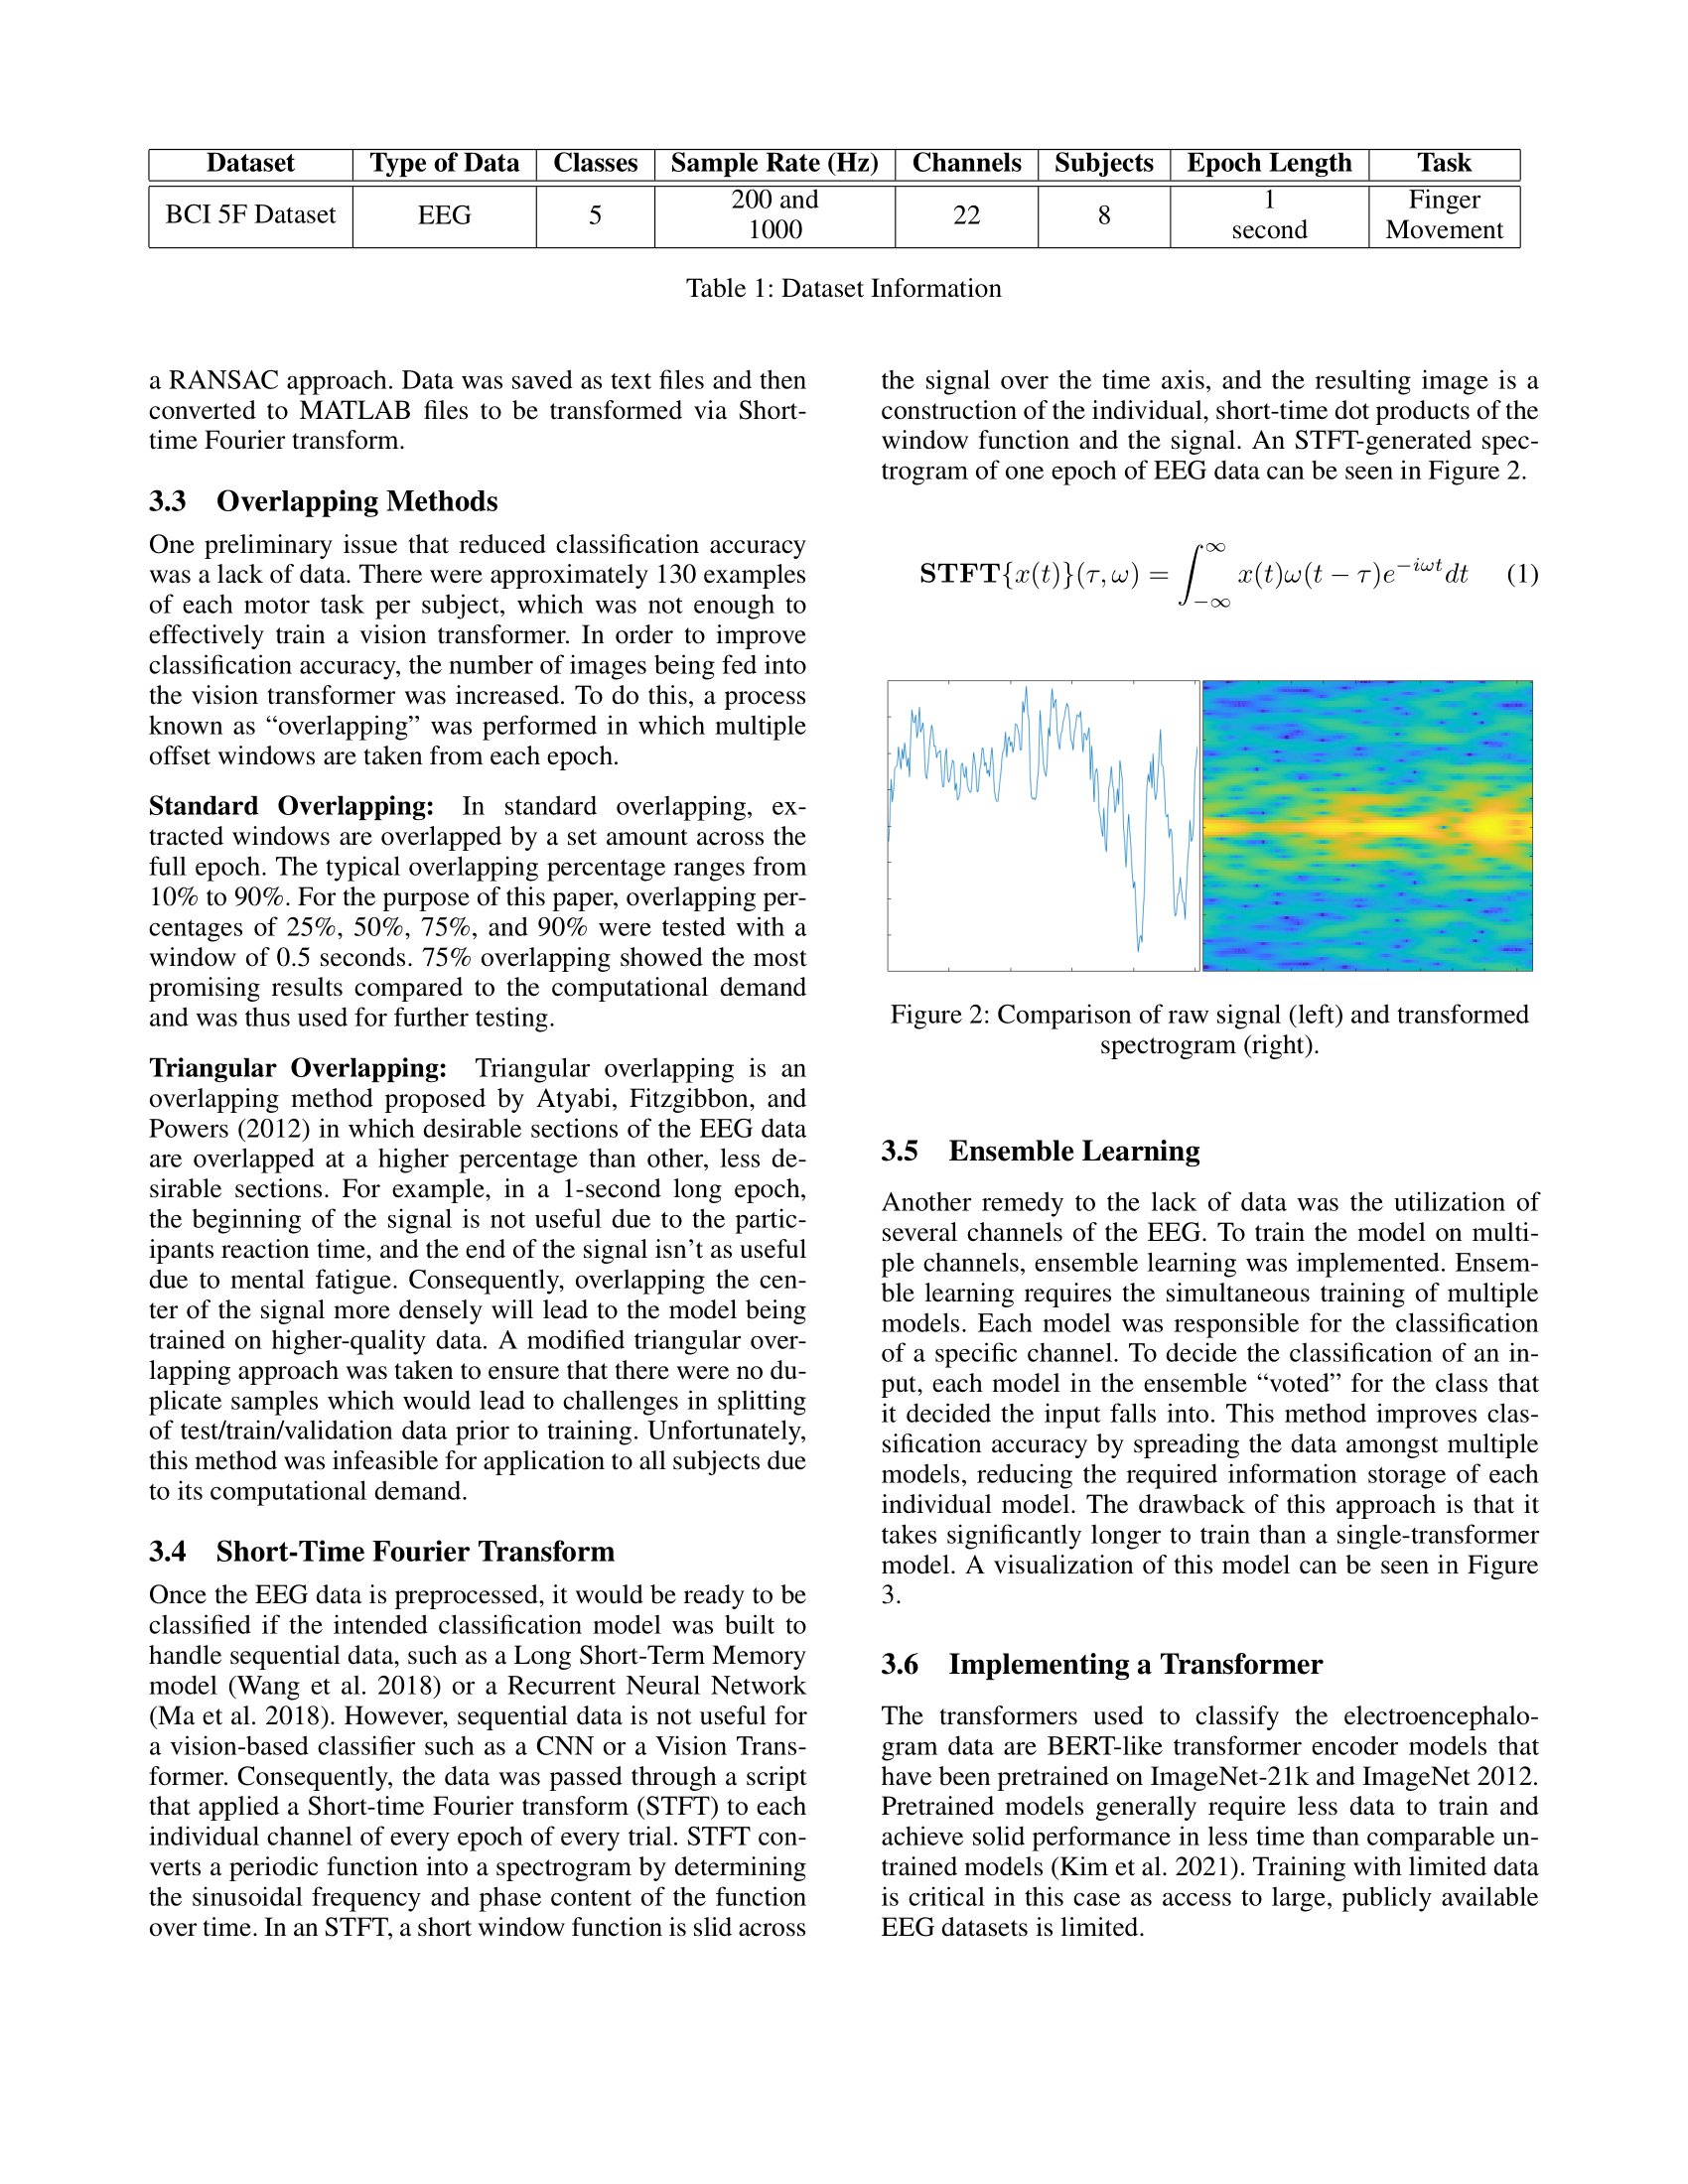 Dataset Type of Data Classes Sample Rate (Hz) Channels Subjects Epoch Length Task
BCI 5F Dataset EEG 5 200 and 1000 22 8 1 second Finger Movement
Table 1: Dataset Information
a RANSAC approach. Data was saved as text files and then
converted to MATLAB files to be transformed via Short-
time Fourier transform.
3.3 Overlapping Methods
One preliminary issue that reduced classification accuracy
was a lack of data. There were approximately 130 examples
of each motor task per subject, which was not enough to
effectively train a vision transformer. In order to improve
classification accuracy, the number of images being fed into
the vision transformer was increased. To do this, a process
known as “overlapping” was performed in which multiple
offset windows are taken from each epoch.
Standard Overlapping: In standard overlapping, ex-
tracted windows are overlapped by a set amount across the
full epoch. The typical overlapping percentage ranges from
10% to 90%. For the purpose of this paper, overlapping per-
centages of 25%, 50%, 75%, and 90% were tested with a
window of 0.5 seconds. 75% overlapping showed the most
promising results compared to the computational demand
and was thus used for further testing.
Triangular Overlapping: Triangular overlapping is an
overlapping method proposed by Atyabi, Fitzgibbon, and
Powers (2012) in which desirable sections of the EEG data
are overlapped at a higher percentage than other, less de-
sirable sections. For example, in a 1-second long epoch,
the beginning of the signal is not useful due to the partic-
ipants reaction time, and the end of the signal isn’t as useful
due to mental fatigue. Consequently, overlapping the cen-
ter of the signal more densely will lead to the model being
trained on higher-quality data. A modified triangular over-
lapping approach was taken to ensure that there were no du-
plicate samples which would lead to challenges in splitting
of test/train/validation data prior to training. Unfortunately,
this method was infeasible for application to all subjects due
to its computational demand.
3.4 Short-Time Fourier Transform
Once the EEG data is preprocessed, it would be ready to be
classified if the intended classification model was built to
handle sequential data, such as a Long Short-Term Memory
model (Wang et al. 2018) or a Recurrent Neural Network
(Ma et al. 2018). However, sequential data is not useful for
a vision-based classifier such as a CNN or a Vision Trans-
former. Consequently, the data was passed through a script
that applied a Short-time Fourier transform (STFT) to each
individual channel of every epoch of every trial. STFT con-
verts a periodic function into a spectrogram by determining
the sinusoidal frequency and phase content of the function
over time. In an STFT, a short window function is slid across
the signal over the time axis, and the resulting image is a
construction of the individual, short-time dot products of the
window function and the signal. An STFT-generated spec-
trogram of one epoch of EEG data can be seen in Figure 2.
STFT{x(t)}(τ, ω) = ∫_{−∞}^{∞} x(t)ω(t − τ)e^{−iωt}dt (1)
Figure 2: Comparison of raw signal (left) and transformed
spectrogram (right).
3.5 Ensemble Learning
Another remedy to the lack of data was the utilization of
several channels of the EEG. To train the model on multi-
ple channels, ensemble learning was implemented. Ensem-
ble learning requires the simultaneous training of multiple
models. Each model was responsible for the classification
of a specific channel. To decide the classification of an in-
put, each model in the ensemble “voted” for the class that
it decided the input falls into. This method improves clas-
sification accuracy by spreading the data amongst multiple
models, reducing the required information storage of each
individual model. The drawback of this approach is that it
takes significantly longer to train than a single-transformer
model. A visualization of this model can be seen in Figure
3.
3.6 Implementing a Transformer
The transformers used to classify the electroencephalo-
gram data are BERT-like transformer encoder models that
have been pretrained on ImageNet-21k and ImageNet 2012.
Pretrained models generally require less data to train and
achieve solid performance in less time than comparable un-
trained models (Kim et al. 2021). Training with limited data
is critical in this case as access to large, publicly available
EEG datasets is limited.